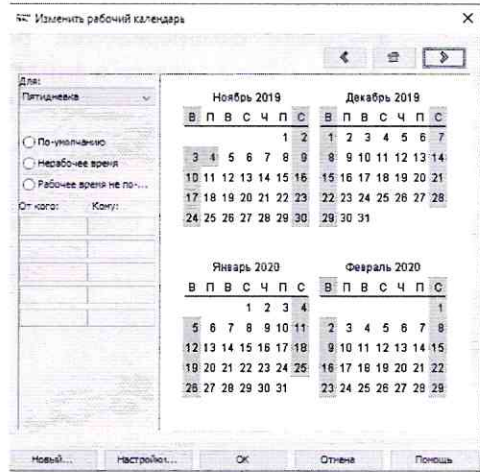 Изменить рабочий календарь
Для:
Пятидневка
По-умолчанию
Нерабочее время
Рабочее время не по-...
От кого: Кому:
Ноябрь 2019
В П В С Ч П С
1 2
3 4 5 6 7 8 9
10 11 12 13 14 15 16
17 18 19 20 21 22 23
24 25 26 27 28 29 30
Декабрь 2019
В П В С Ч П С
1 2 3 4 5 6 7
8 9 10 11 12 13 14
15 16 17 18 19 20 21
22 23 24 25 26 27 28
29 30 31
Январь 2020
В П В С Ч П С
1 2 3 4
5 6 7 8 9 10 11
12 13 14 15 16 17 18
19 20 21 22 23 24 25
26 27 28 29 30 31
Февраль 2020
В П В С Ч П С
1
2 3 4 5 6 7 8
9 10 11 12 13 14 15
16 17 18 19 20 21 22
23 24 25 26 27 28 29
Новый... Настройки... OK Отмена Помощь